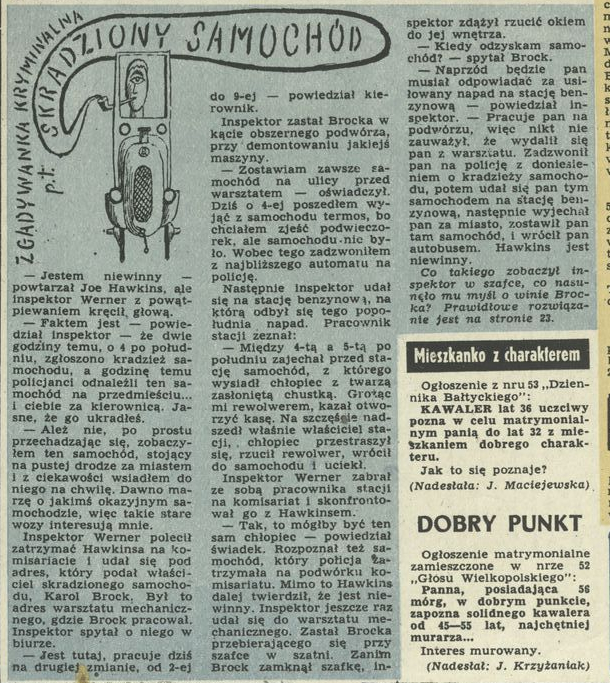 ZGADYWANKA KRYMINALNA
p.t.
SKRADZIONY SAMOCHÓD
— Jestem niewinny —
powtarzał Joe Hawkins, ale
inspektor Werner z powąt-
piewaniem kręcił, głową.
— Faktem jest — powie-
dział inspektor — że dwie
godziny temu, o 4 po połud-
niu, zgłoszono kradzież sa-
mochodu, a godzinę temu
policjanci odnaleźli ten sa-
mochód na przedmieściu...
i ciebie za kierownicą. Ja-
sne, że go ukradłeś.
— Ależ nie, po prostu
przechadzając się, zobaczy-
łem ten samochód, stojący
na pustej drodze za miastem
i z ciekawości wsiadłem do
niego na chwilę. Dawno ma-
rzę o jakimś okazyjnym sa-
mochodzie, więc takie stare
wozy interesują mnie.
Inspektor Werner polecił
zatrzymać Hawkinsa na ko-
misariacie i udał się pod
adres, który podał właści-
ciel skradzionego samocho-
du, Karol Brock. Był to
adres warsztatu mechanicz-
nego, gdzie Brock pracował.
Inspektor spytał o niego w
biurze.
— Jest tutaj, pracuje dziś
na drugiej zmianie, od 2-ej
do 9-ej — powiedział kie-
rownik.
Inspektor zastał Brocka w
kącie obszernego podwórza,
przy demontowaniu jakiejś
maszyny.
— Zostawiam zawsze sa-
mochód na ulicy przed
warsztatem — oświadczył.
Dziś o 4-ej poszedłem wy-
jąć z samochodu termos, bo
chciałem zjeść podwieczo-
rek, ale samochodu nic by-
ło. Wobec tego zadzwoniłem
z najbliższego automatu na
policję.
Następnie inspektor udał
się na stację benzynową, na
którą odbył się tego popo-
łudnia napad. Pracownik
stacji zeznał:
— Między 4-tą a 5-tą po
południu zajechał przed sta-
cję samochód, z którego
wysiadł chłopiec z twarzą
zasłoniętą chustką. Grożąc
mi rewolwerem, kazał otwo-
rzyć kasę. Na szczęście nad-
szedł właśnie właściciel sta-
cji, chłopiec przestraszył
się, rzucił rewolwer, wrócił
do samochodu i uciekł.
Inspektor Werner zabrał
ze sobą pracownika stacji
na komisariat i skonfronto-
wał go z Hawkinsem.
— Tak, to mógłby być ten
sam chłopiec — powiedział
świadek. Rozpoznał też sa-
mochód, który policja za-
trzymała na podwórku ko-
misariatu. Mimo to Hawkins
dalej twierdził, że jest nie-
winny. Inspektor jeszcze raz
udał się do warsztatu me-
chanicznego. Zastał Brocka
przebierającego się przy
szafce w szatni. Zanim
Brock zamknął szafkę, in-
spektor zdążył rzucić okiem
do jej wnętrza.
— Kiedy odzyskam samo-
chód? — spytał Brock.
— Naprzód będzie pan
musiał odpowiadać za usi-
łowany napad na stację ben-
zynową — powiedział in-
spektor. — Pracuje pan na
podwórzu, więc nikt nie
zauważył, że wydalił się
pan z warsztatu. Zadzwonił
pan na policję z doniesie-
niem o kradzieży samocho-
du, potem udał się pan tym
samochodem na stację ben-
zynową, następnie wyjechał
pan za miasto, zostawił pan
tam samochód, i wrócił pan
autobusem. Hawkins jest
niewinny.
Co takiego zobaczył in-
spektor w szafce, co nasu-
nęło mu myśl o winie Broc-
ka? Prawidłowe rozwiąza-
nie jest na stronie 23.
Mieszkanko z charakterem
Ogłoszenie z nru 53 „Dzien-
nika Bałtyckiego":
KAWALER lat 36 uczciwy
pozna w celu matrymonial-
nym panią do lat 32 z mie-
szkaniem dobrego charak-
teru.
Jak to się poznaje?
(Nadesłała: J. Maciejewska)
DOBRY PUNKT
Ogłoszenie matrymonialne
zamieszczone w nrze 52
„Głosu Wielkopolskiego":
Panna, posiadająca 56
mórg, w dobrym punkcie,
zapozna solidnego kawalera
od 45—55 lat, najchętniej
murarza...
Interes murowany.
(Nadesłał: J. Krzyżaniak)